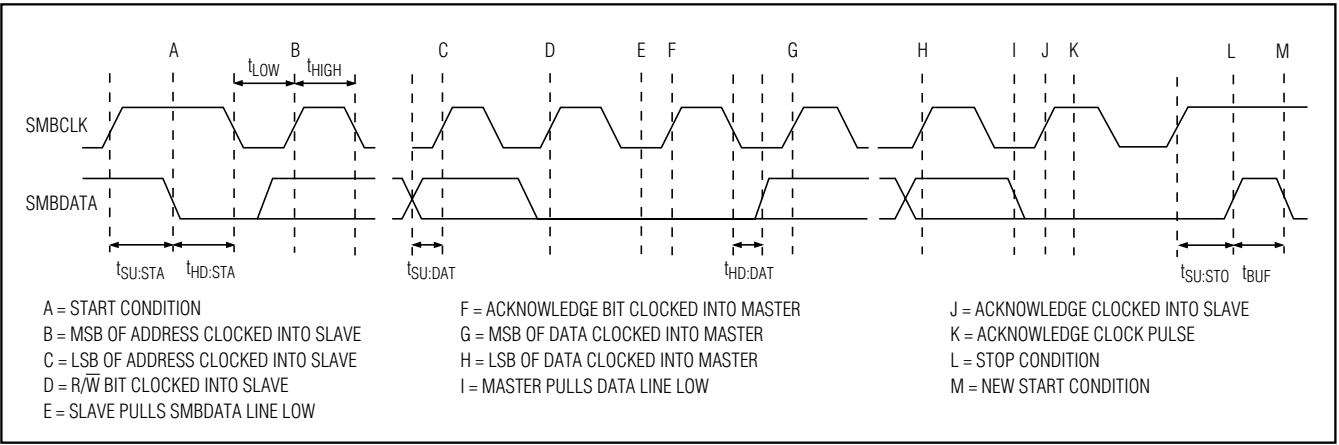 A B C D E F G H I J K L M
tLOW tHIGH
SMBCLK
SMBDATA
tSU:STA tHD:STA tSU:DAT tHD:DAT tSU:STO tBUF
A = START CONDITION
B = MSB OF ADDRESS CLOCKED INTO SLAVE
C = LSB OF ADDRESS CLOCKED INTO SLAVE
D = R/W̅ BIT CLOCKED INTO SLAVE
E = SLAVE PULLS SMBDATA LINE LOW
F = ACKNOWLEDGE BIT CLOCKED INTO MASTER
G = MSB OF DATA CLOCKED INTO MASTER
H = LSB OF DATA CLOCKED INTO MASTER
I = MASTER PULLS DATA LINE LOW
J = ACKNOWLEDGE CLOCKED INTO SLAVE
K = ACKNOWLEDGE CLOCK PULSE
L = STOP CONDITION
M = NEW START CONDITION